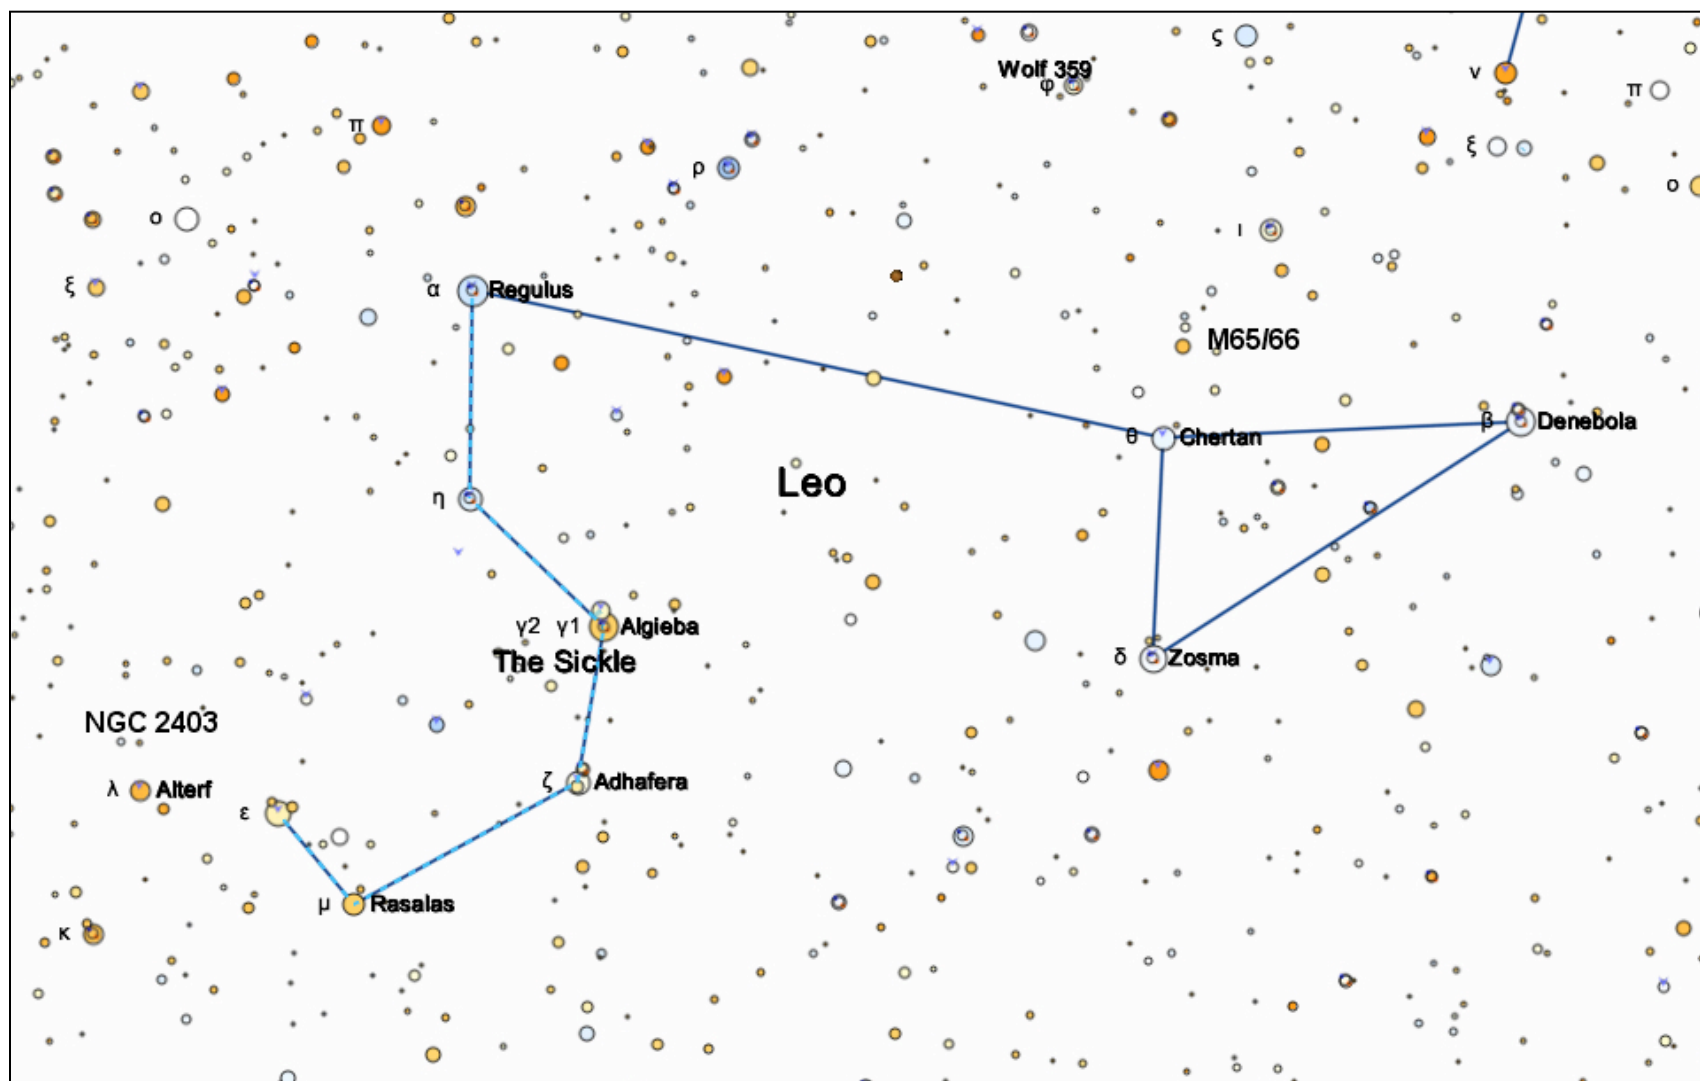 ς
ν
Wolf 359
φ
π
π
ξ
ρ
ο
ο
ι
ξ
α Regulus
M65/66
β Denebola
θ Chertan
Leo
η
γ2 γ1 Algieba
The Sickle
δ Zosma
NGC 2403
ζ Adhafera
λ Alterf
ε
μ Rasalas
κ